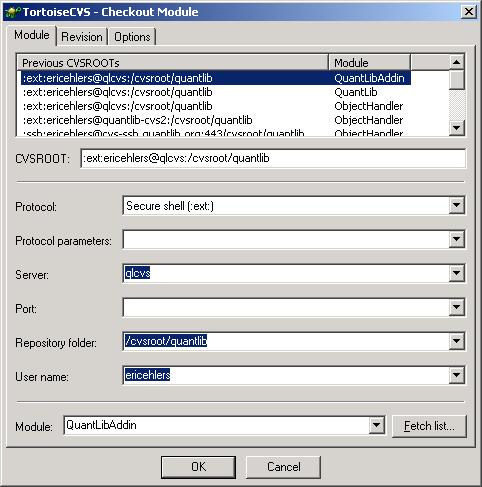 TortoiseCVS - Checkout Module
Module Revision Options
Previous CVSROOTs Module
:ext:ericehlers@qlcvs:/cvsroot/quantlib QuantLibAddin
:ext:ericehlers@qlcvs:/cvsroot/quantlib QuantLib
:ext:ericehlers@qlcvs:/cvsroot/quantlib ObjectHandler
:ext:ericehlers@quantlib-cvs2:/cvsroot/quantlib ObjectHandler
:ssh:ericehlers@cvs-ssh.quantlib.org:443/cvsroot/quantlib ObjectHandler
CVSROOT: :ext:ericehlers@qlcvs:/cvsroot/quantlib
Protocol: Secure shell (:ext:)
Protocol parameters:
Server: qlcvs
Port:
Repository folder: /cvsroot/quantlib
User name: ericehlers
Module: QuantLibAddin Fetch list...
OK Cancel